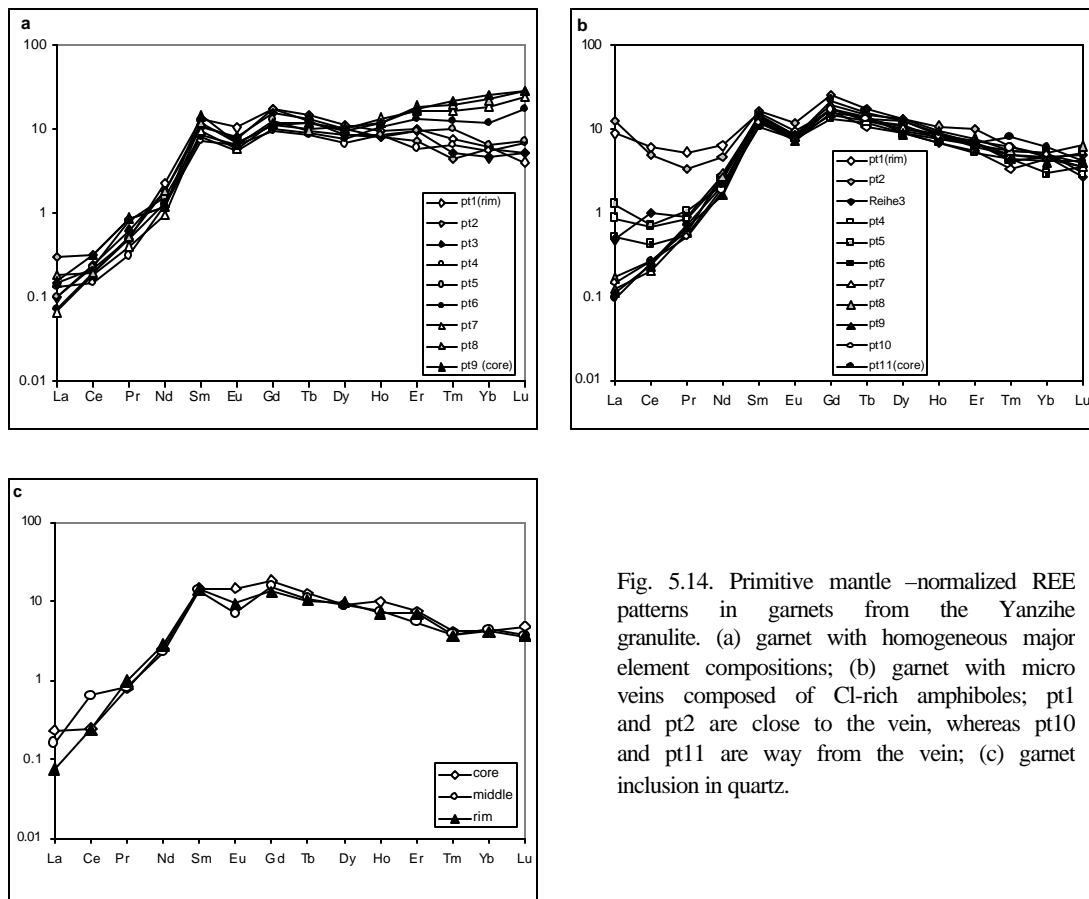 a
100
10
1
0.1
0.01
La Ce Pr Nd Sm Eu Gd Tb Dy Ho Er Tm Yb Lu
pt1(rim)
pt2
pt3
pt4
pt5
pt6
pt7
pt8
pt9 (core)
b
100
10
1
0.1
0.01
La Ce Pr Nd Sm Eu Gd Tb Dy Ho Er Tm Yb Lu
pt1(rim)
pt2
Reihe3
pt4
pt5
pt6
pt7
pt8
pt9
pt10
pt11(core)
c
100
10
1
0.1
0.01
La Ce Pr Nd Sm Eu Gd Tb Dy Ho Er Tm Yb Lu
core
middle
rim
Fig. 5.14. Primitive mantle –normalized REE
patterns in garnets from the Yanzihe
granulite. (a) garnet with homogeneous major
element compositions; (b) garnet with micro
veins composed of Cl-rich amphiboles; pt1
and pt2 are close to the vein, whereas pt10
and pt11 are way from the vein; (c) garnet
inclusion in quartz.